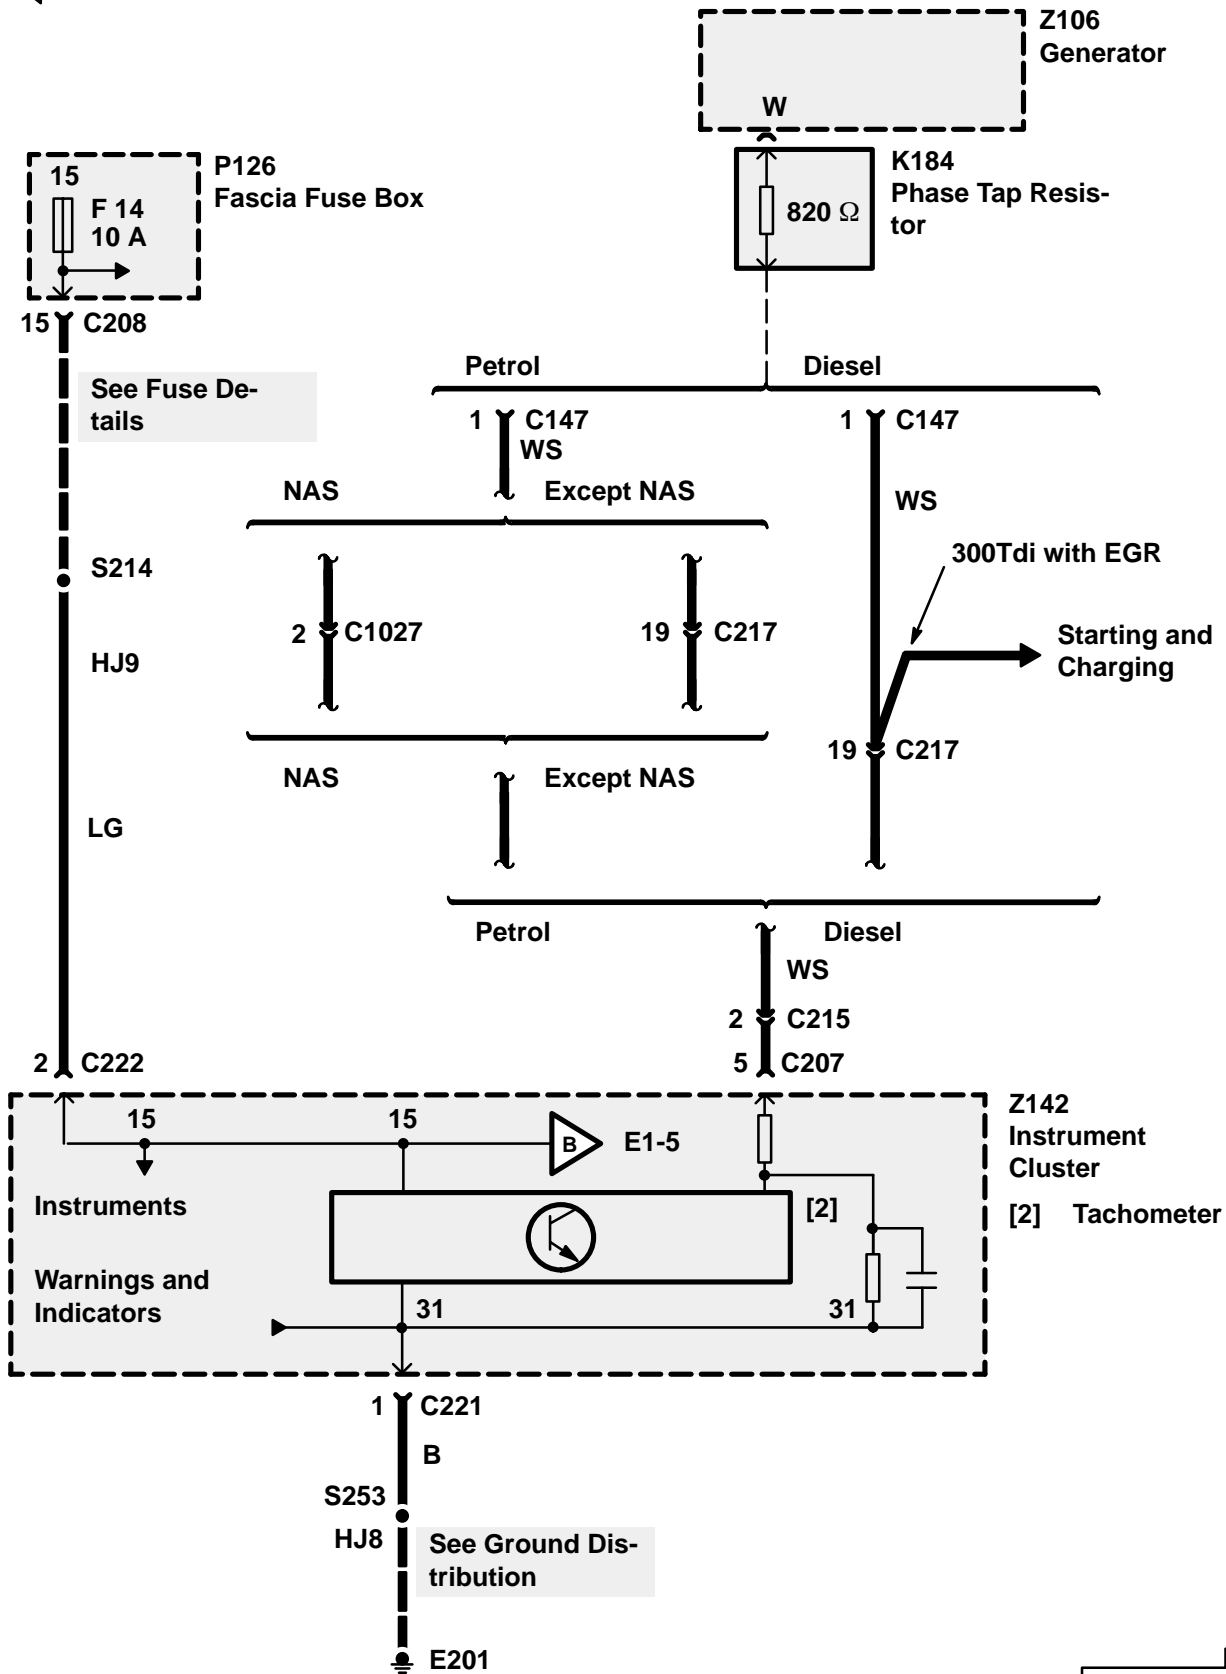 Z106
Generator
W
P126
Fascia Fuse Box
15
F 14
10 A
K184
Phase Tap Resis-
tor
820 Ω
15 C208
See Fuse De-
tails
Petrol Diesel
1 C147
WS
1 C147
NAS Except NAS
WS
S214
300Tdi with EGR
2 C1027
19 C217
Starting and
Charging
HJ9
19 C217
NAS Except NAS
LG
Petrol Diesel
WS
2 C215
2 C222
5 C207
Z142
Instrument
Cluster
[2] Tachometer
15 15 B E1-5
Instruments
[2]
Warnings and
Indicators
31 31
1 C221
B
S253
HJ8
See Ground Dis-
tribution
E201